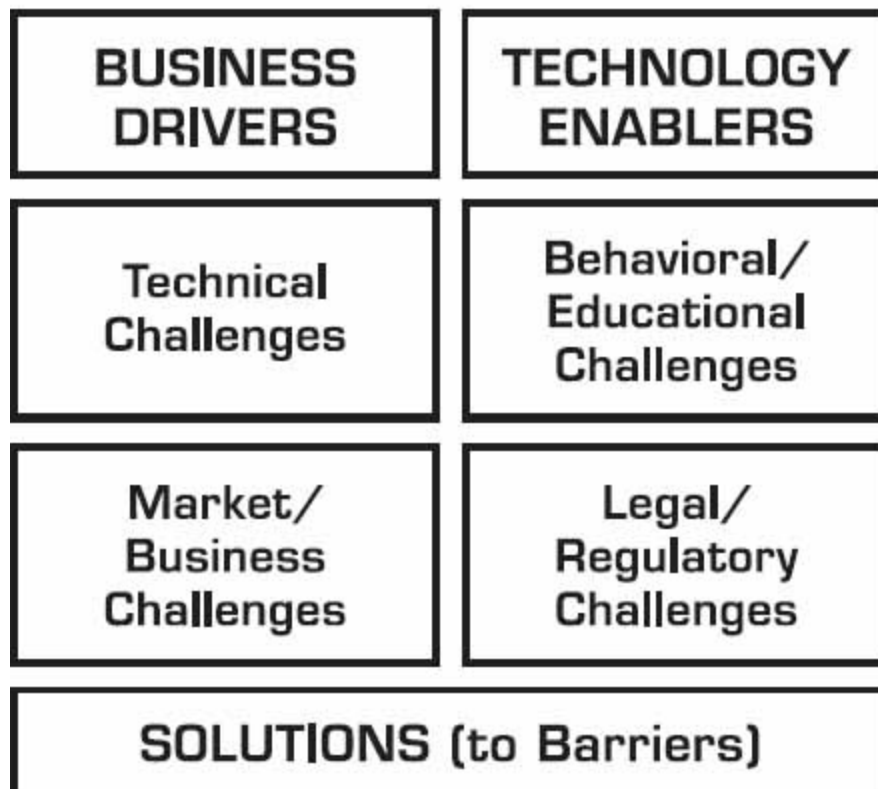 BUSINESS
DRIVERS
TECHNOLOGY
ENABLERS
Technical
Challenges
Behavioral/
Educational
Challenges
Market/
Business
Challenges
Legal/
Regulatory
Challenges
SOLUTIONS (to Barriers)